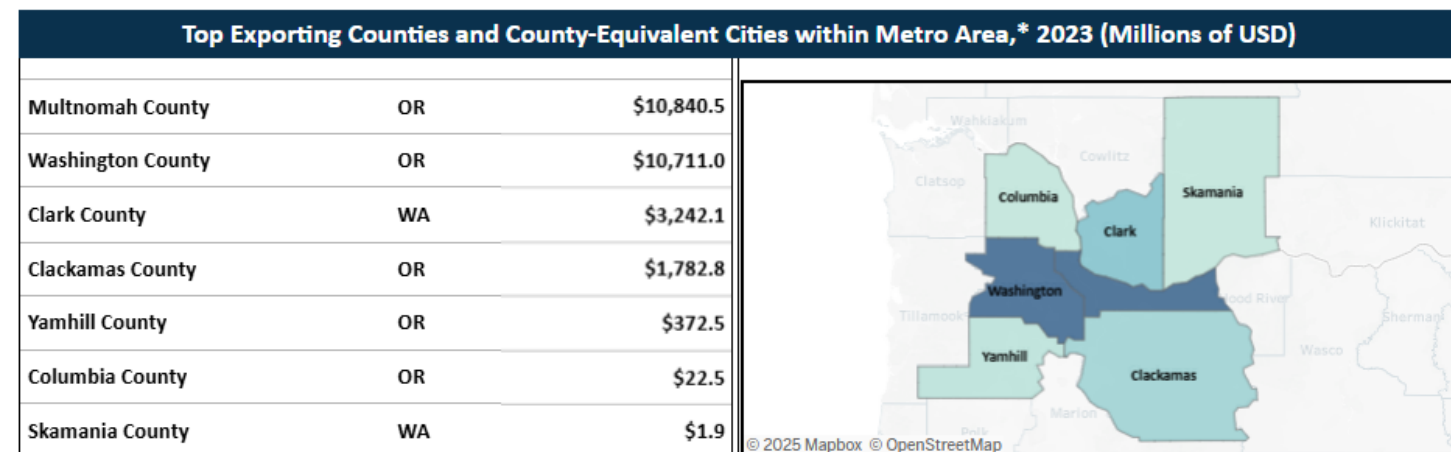 Top Exporting Counties and County-Equivalent Cities within Metro Area,* 2023 (Millions of USD)
Multnomah County OR $10,840.5
Washington County OR $10,711.0
Clark County WA $3,242.1
Clackamas County OR $1,782.8
Yamhill County OR $372.5
Columbia County OR $22.5
Skamania County WA $1.9
Wahkiakum
Cowlitz
Clatsop
Columbia
Skamania
Clark
Klickitat
Washington
Hood River
Tillamook
Sherman
Wasco
Yamhill
Clackamas
Marion
Polk
© 2025 Mapbox © OpenStreetMap